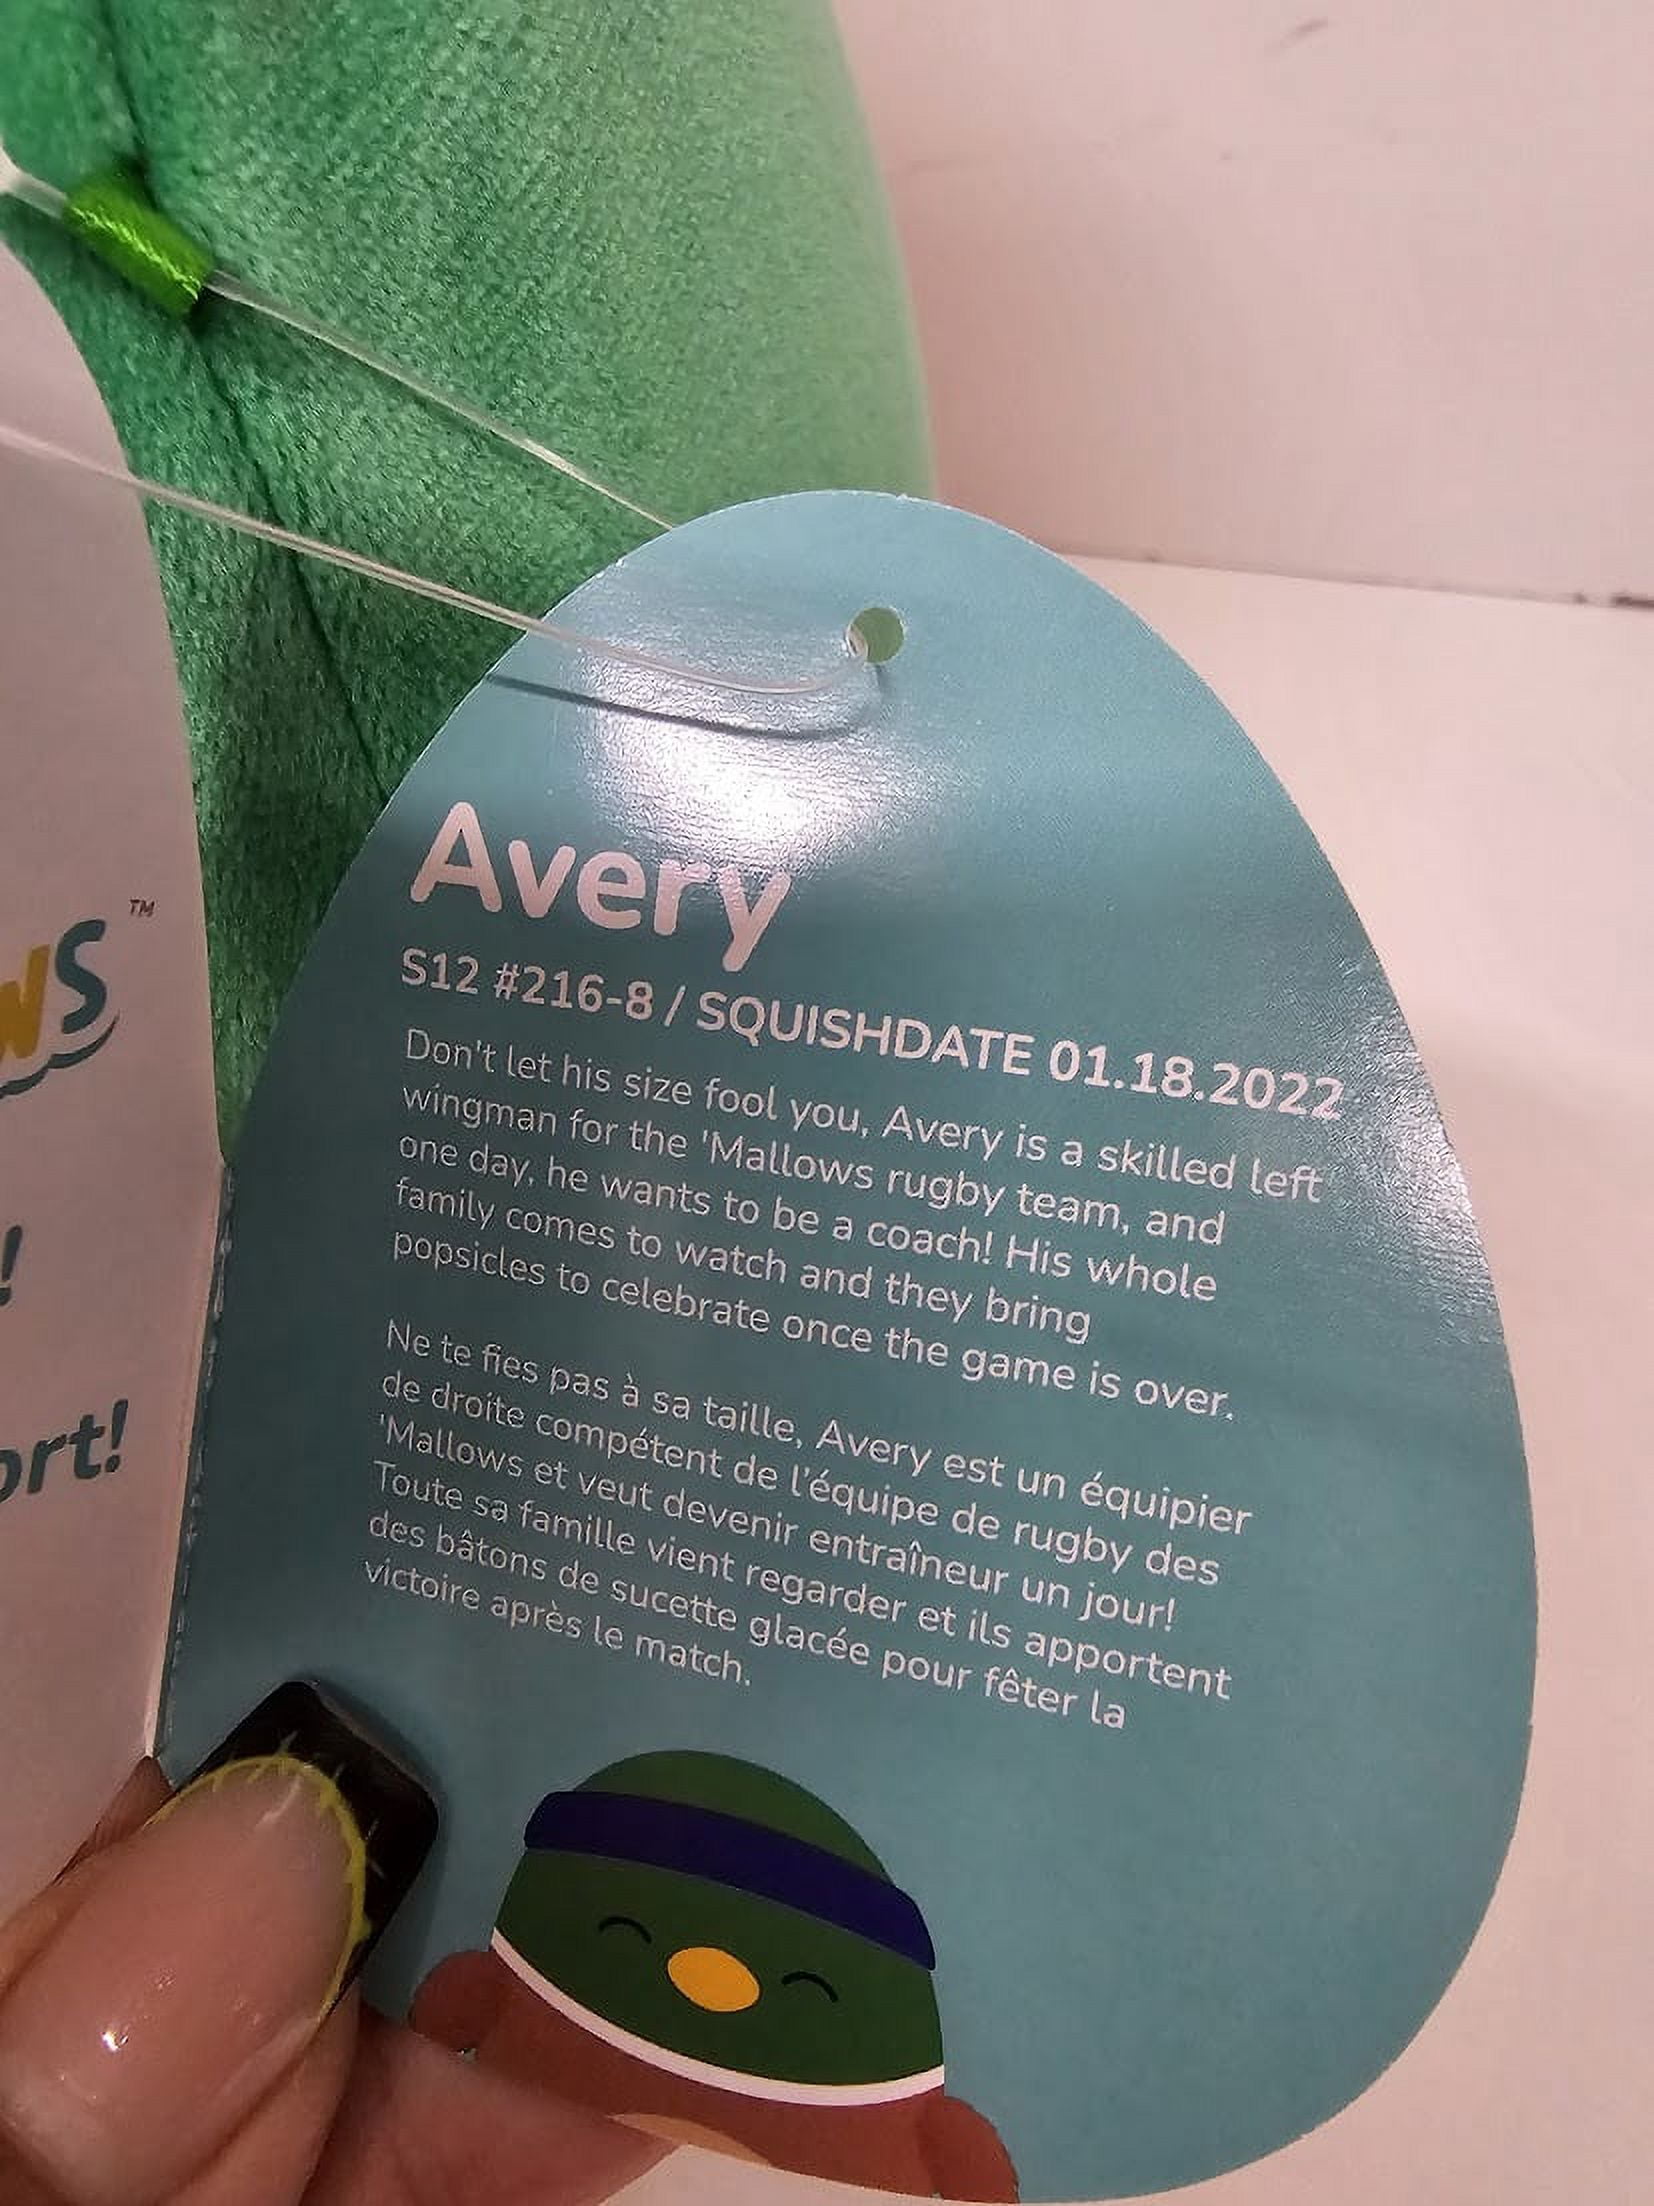 Avery
S12 #216-8 / SQUISHDATE 01.18.2022
Don't let his size fool you, Avery is a skilled left
wingman for the 'Mallows rugby team, and
one day, he wants to be a coach! His whole
family comes to watch and they bring
popsicles to celebrate once the game is over.
Ne te fies pas à sa taille, Avery est un équipier
de droite compétent de l'équipe de rugby des
'Mallows et veut devenir entraîneur un jour!
Toute sa famille vient regarder et ils apportent
des bâtons de sucette glacée pour fêter la
victoire après le match.
ws™
!
ort!